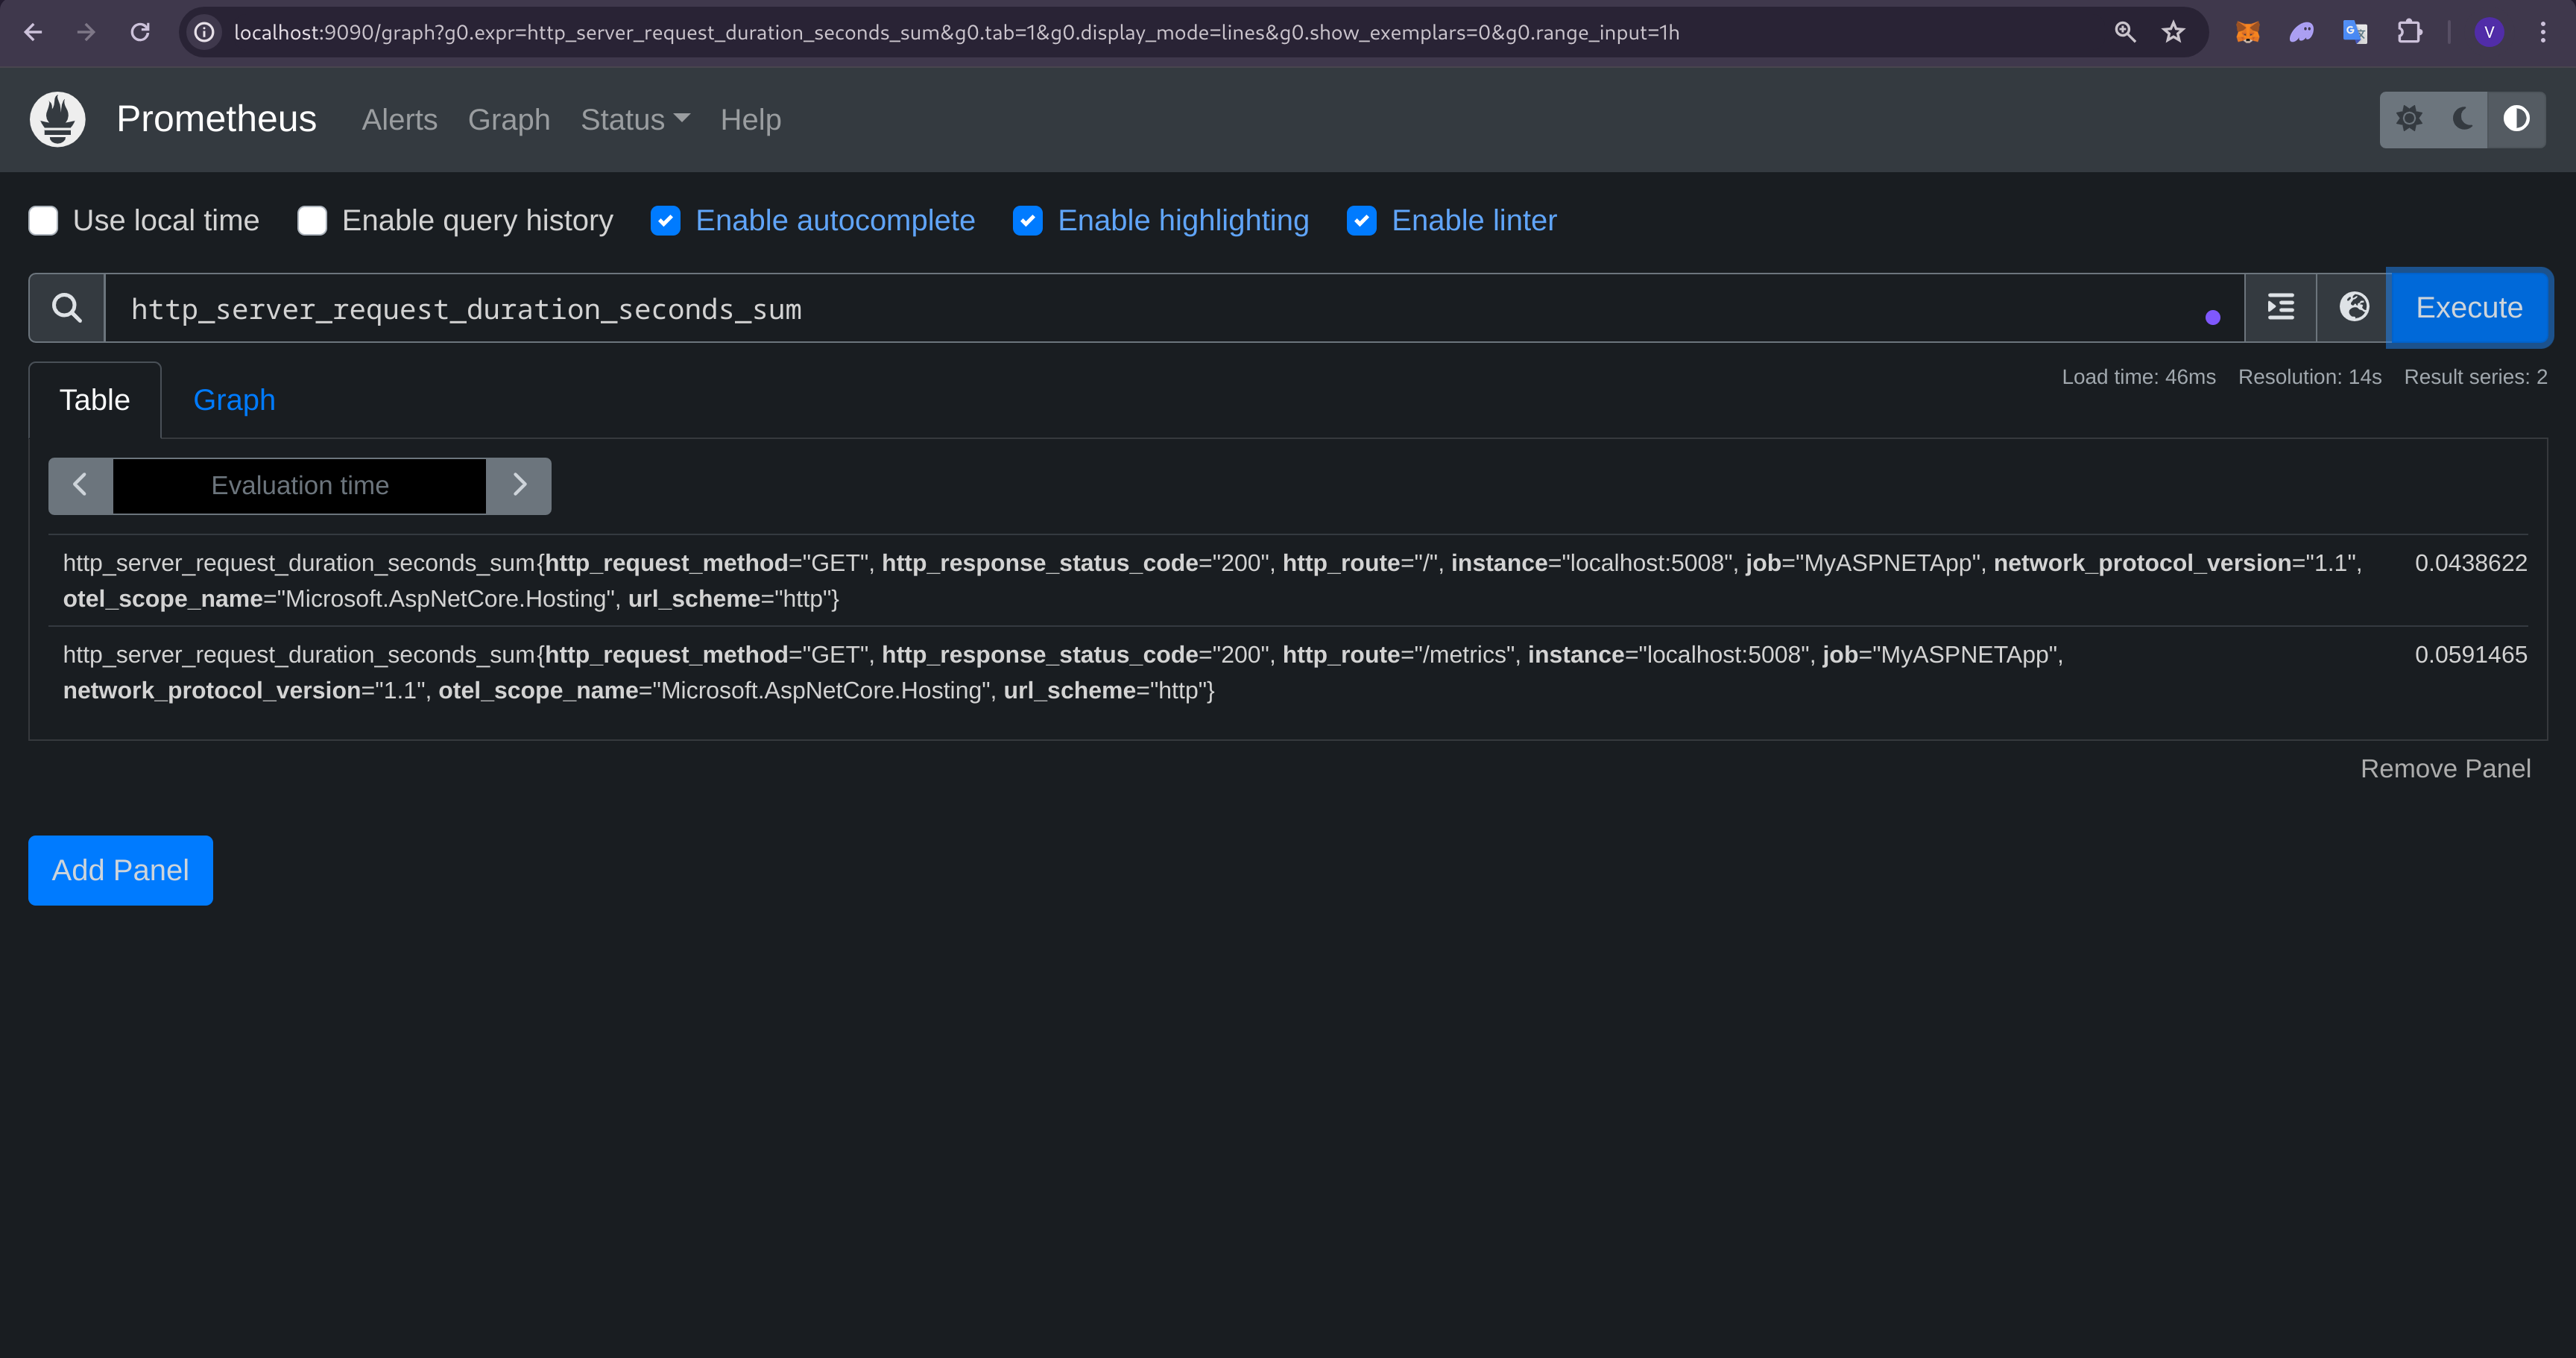 localhost:9090/graph?g0.expr=http_server_request_duration_seconds_sum&g0.tab=1&g0.display_mode=lines&g0.show_exemplars=0&g0.range_input=1h
V
Prometheus Alerts Graph Status Help
Use local time Enable query history Enable autocomplete Enable highlighting Enable linter
http_server_request_duration_seconds_sum Execute
Load time: 46ms Resolution: 14s Result series: 2
Table Graph
Evaluation time
http_server_request_duration_seconds_sum{http_request_method="GET", http_response_status_code="200", http_route="/", instance="localhost:5008", job="MyASPNETApp", network_protocol_version="1.1", 0.0438622
otel_scope_name="Microsoft.AspNetCore.Hosting", url_scheme="http"}
http_server_request_duration_seconds_sum{http_request_method="GET", http_response_status_code="200", http_route="/metrics", instance="localhost:5008", job="MyASPNETApp", 0.0591465
network_protocol_version="1.1", otel_scope_name="Microsoft.AspNetCore.Hosting", url_scheme="http"}
Remove Panel
Add Panel